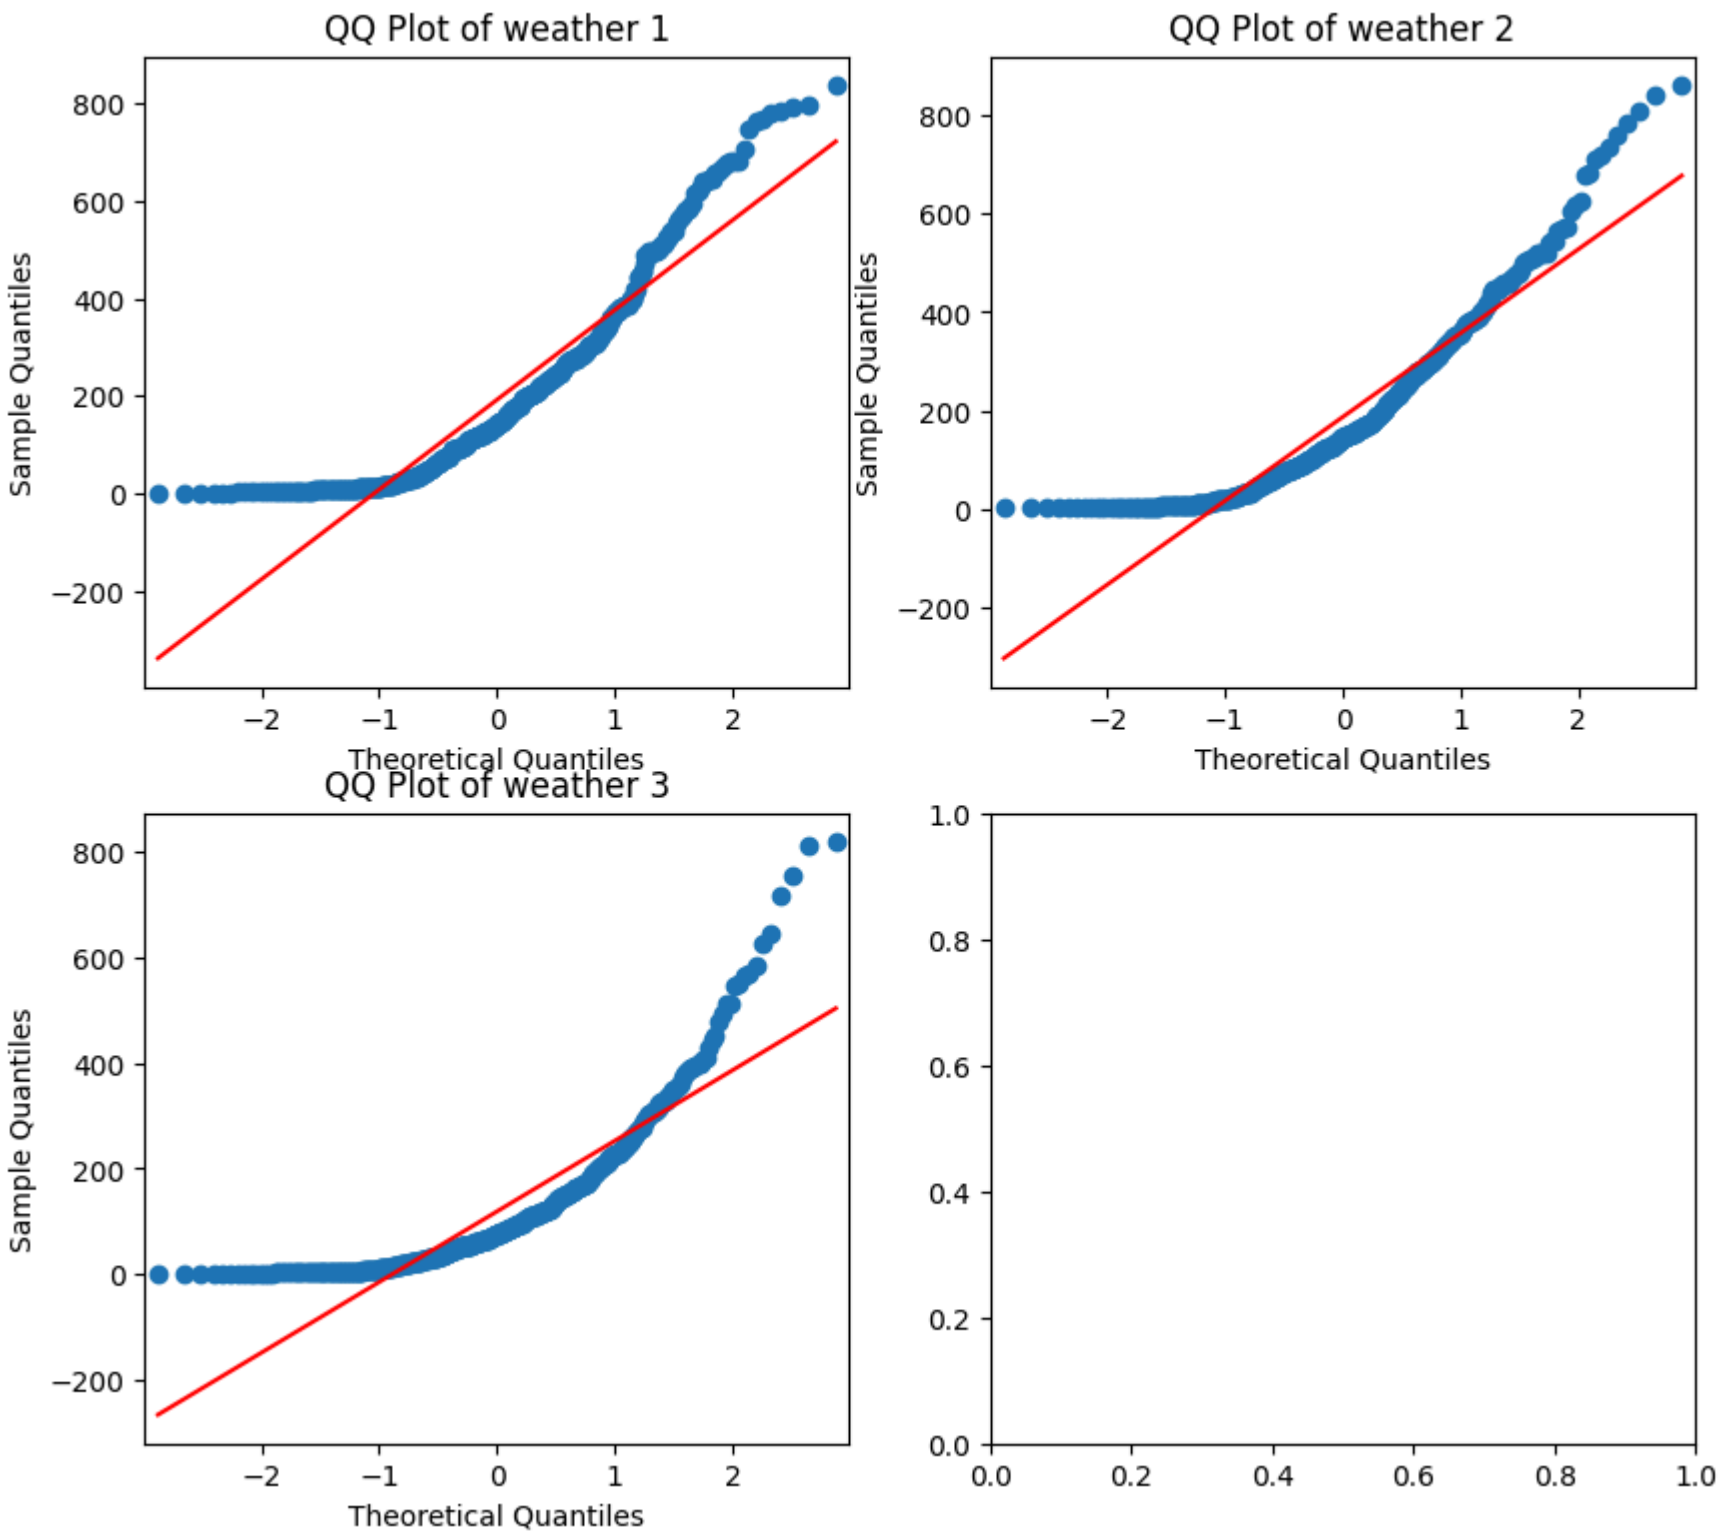 QQ Plot of weather 1
800
600
400
200
0
−200
−2 −1 0 1 2
Sample Quantiles
Theoretical Quantiles
QQ Plot of weather 2
800
600
400
200
0
−200
−2 −1 0 1 2
Sample Quantiles
Theoretical Quantiles
QQ Plot of weather 3
800
600
400
200
0
−200
−2 −1 0 1 2
Sample Quantiles
Theoretical Quantiles
1.0
0.8
0.6
0.4
0.2
0.0
0.0 0.2 0.4 0.6 0.8 1.0